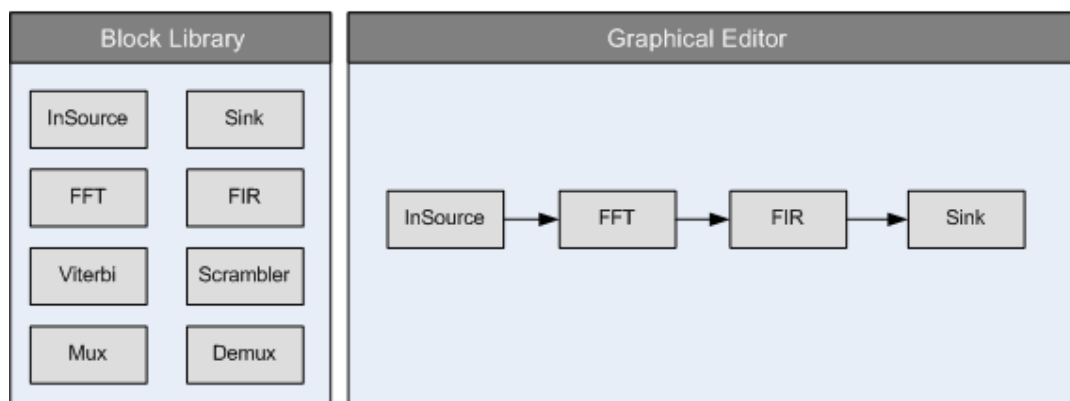 Block Library
Graphical Editor
InSource
Sink
FFT
FIR
Viterbi
Scrambler
Mux
Demux
InSource
FFT
FIR
Sink